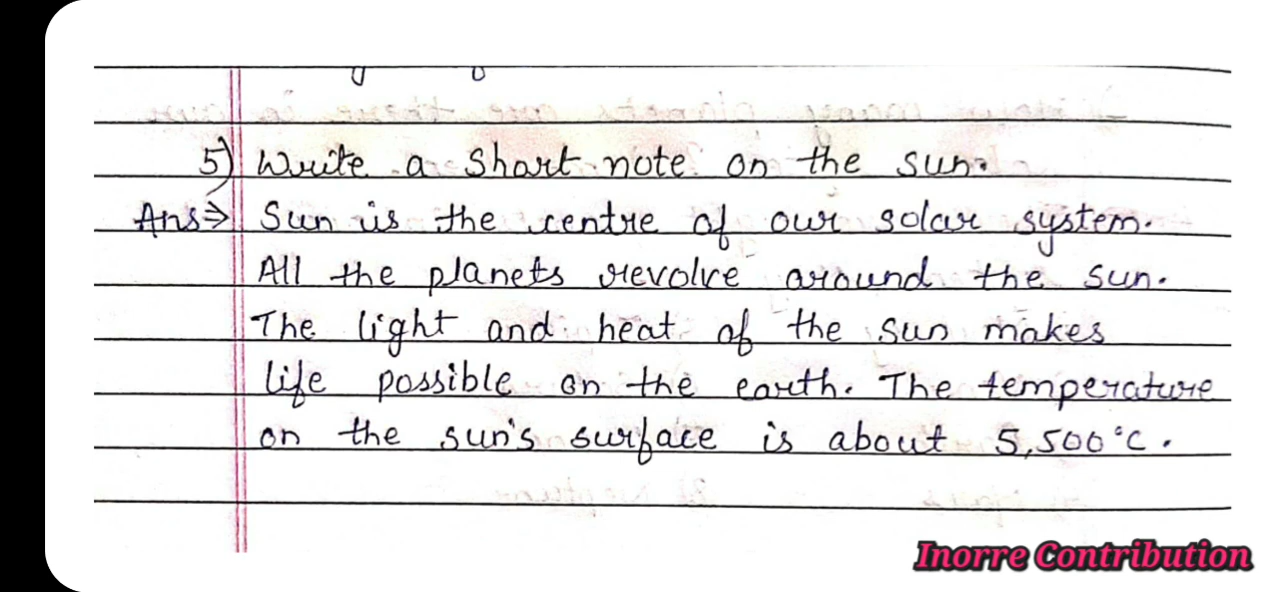 5) Write a short note on the sun.
Ans⇒ Sun is the centre of our solar system.
All the planets revolve around the sun.
The light and heat of the sun makes
life possible on the earth. The temperature
on the sun's surface is about 5,500°C.
Inorre Contribution